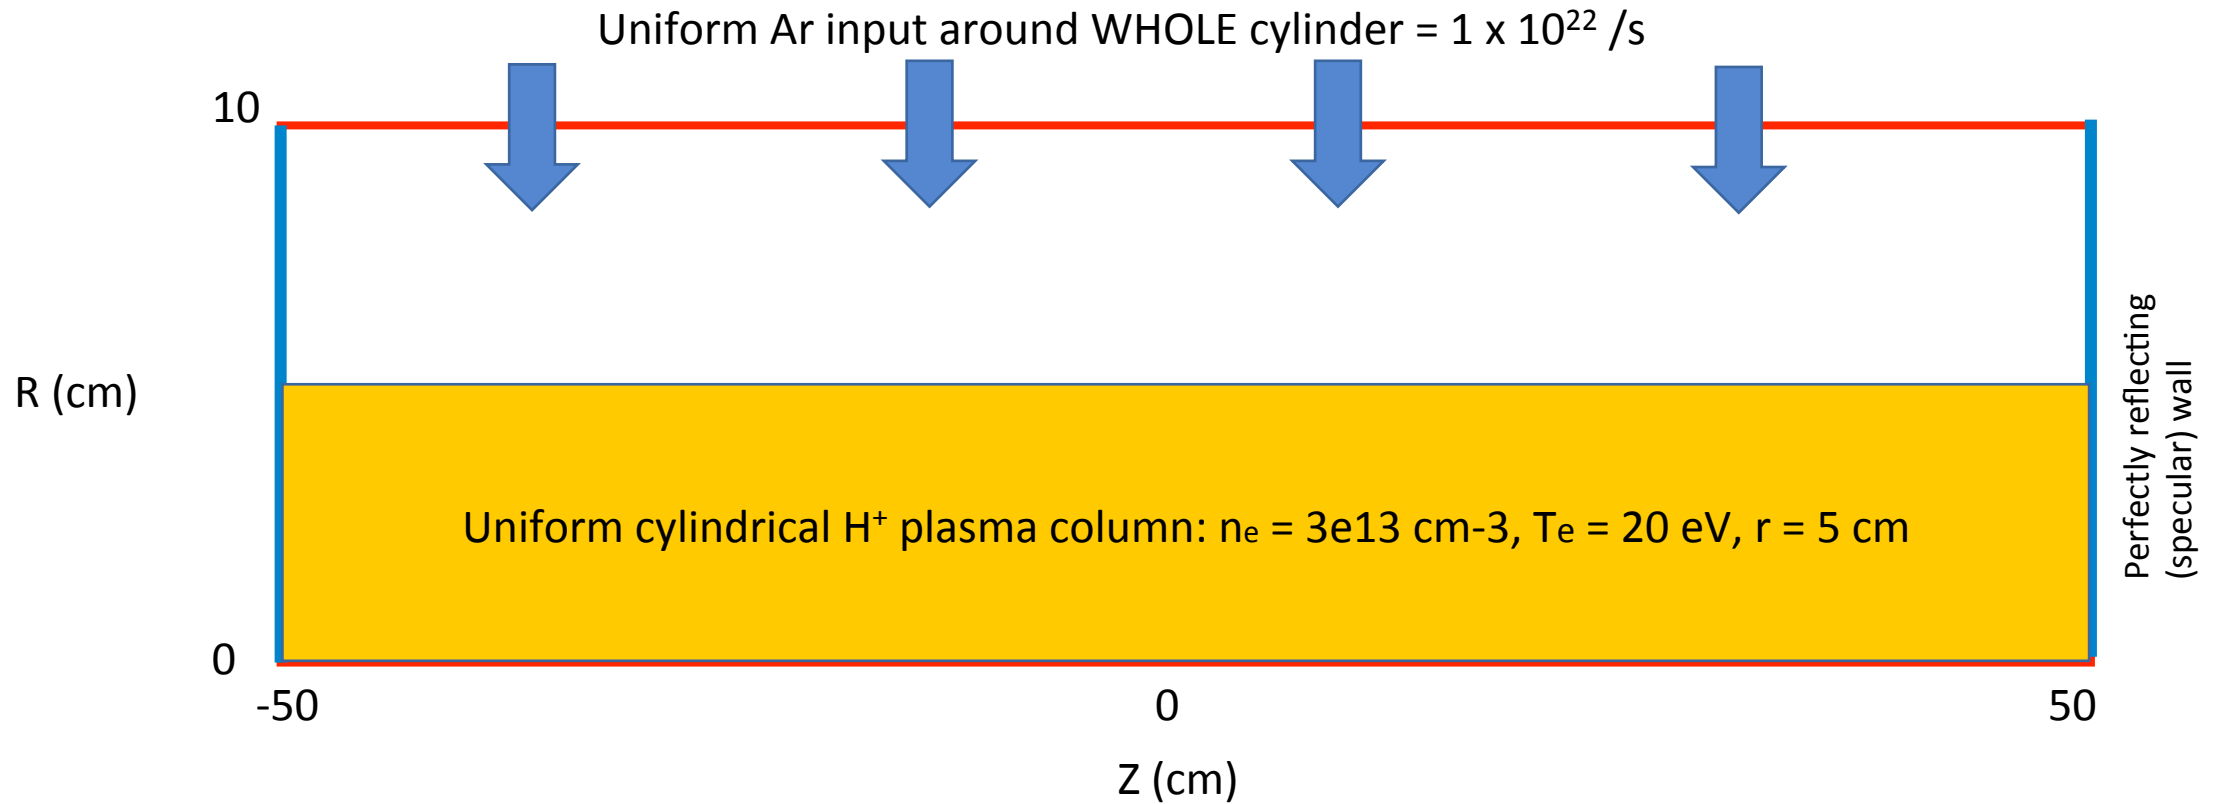 Uniform Ar input around WHOLE cylinder = 1 x 10²² /s
10
R (cm)
Perfectly reflecting
(specular) wall
Uniform cylindrical H⁺ plasma column: nₑ = 3e13 cm-3, Tₑ = 20 eV, r = 5 cm
0
-50
0
50
Z (cm)